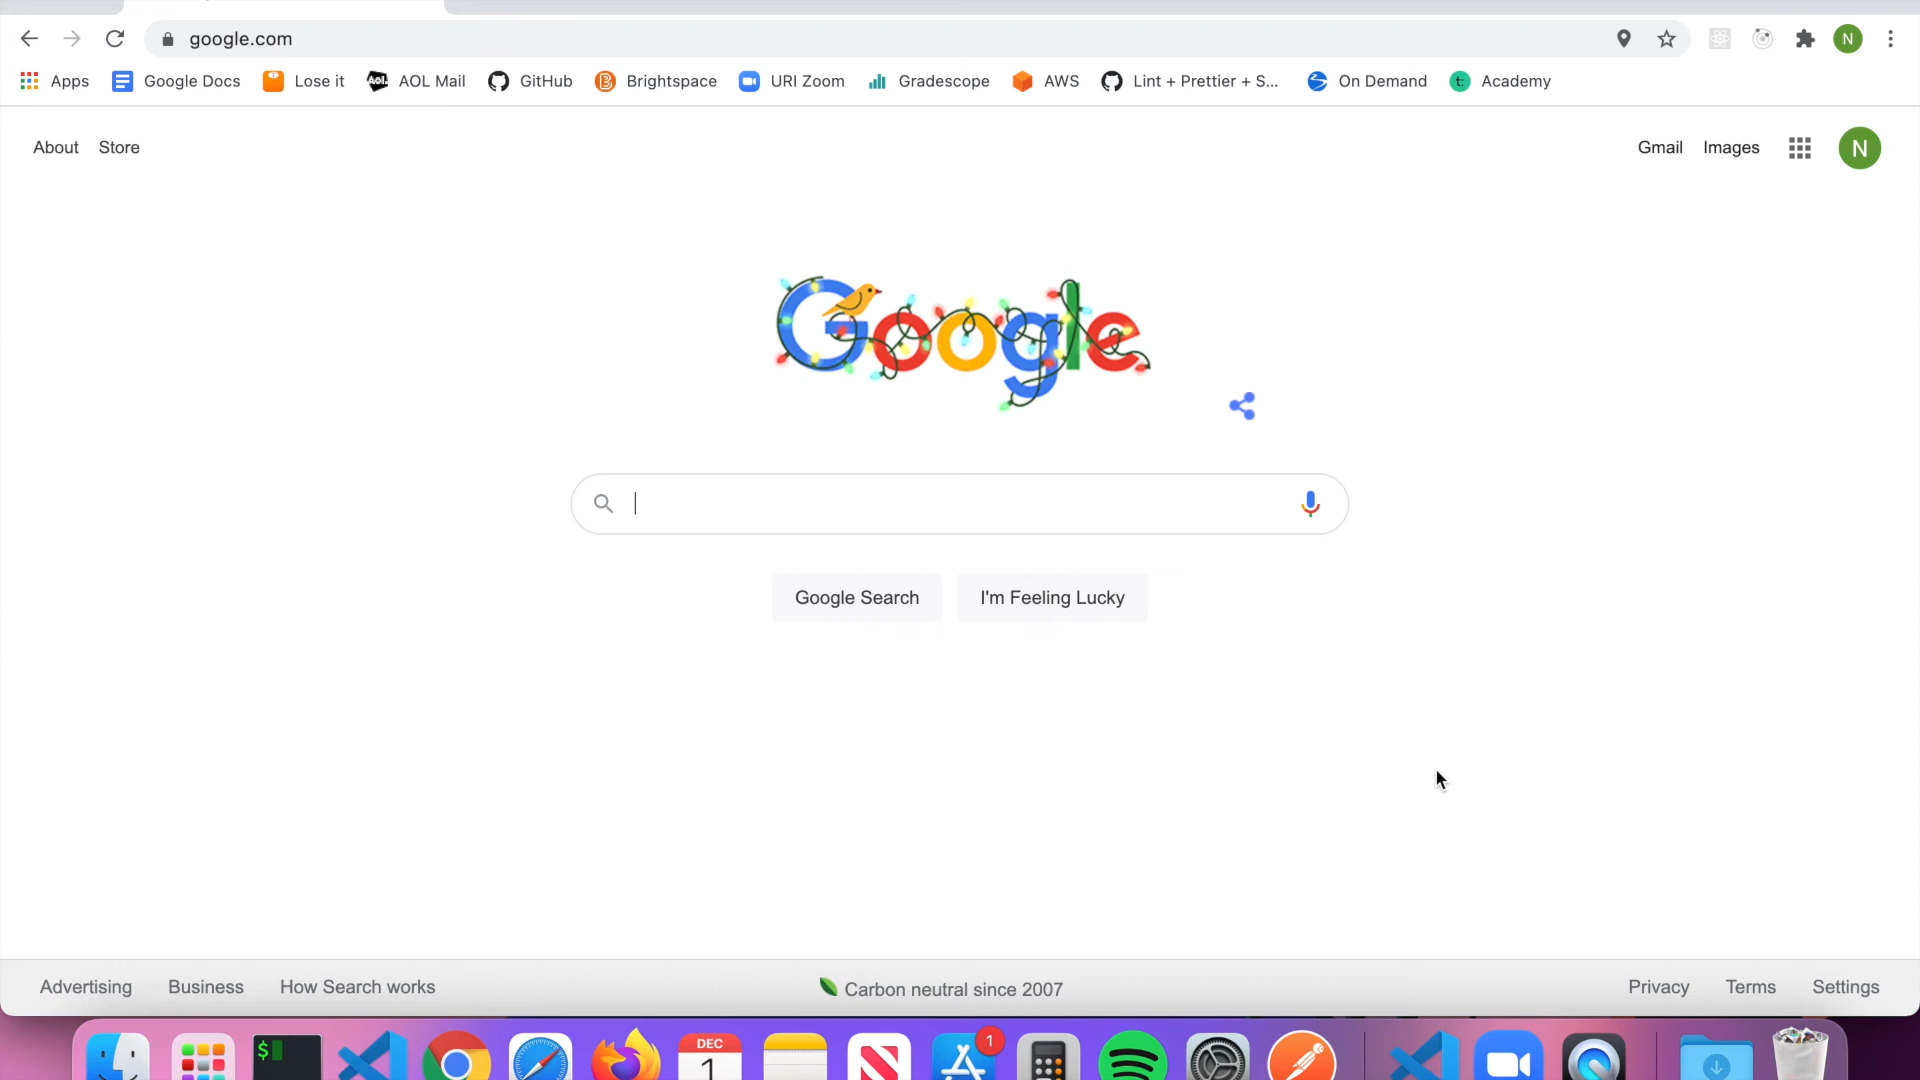 google.com
N
Apps
Google Docs
Lose it
Aol.
AOL Mail
GitHub
B
Brightspace
URI Zoom
Gradescope
AWS
Lint + Prettier + S...
On Demand
t:
Academy
About
Store
Gmail
Images
N
Google
Google Search
I'm Feeling Lucky
Advertising
Business
How Search works
Carbon neutral since 2007
Privacy
Terms
Settings
$
DEC
1
1